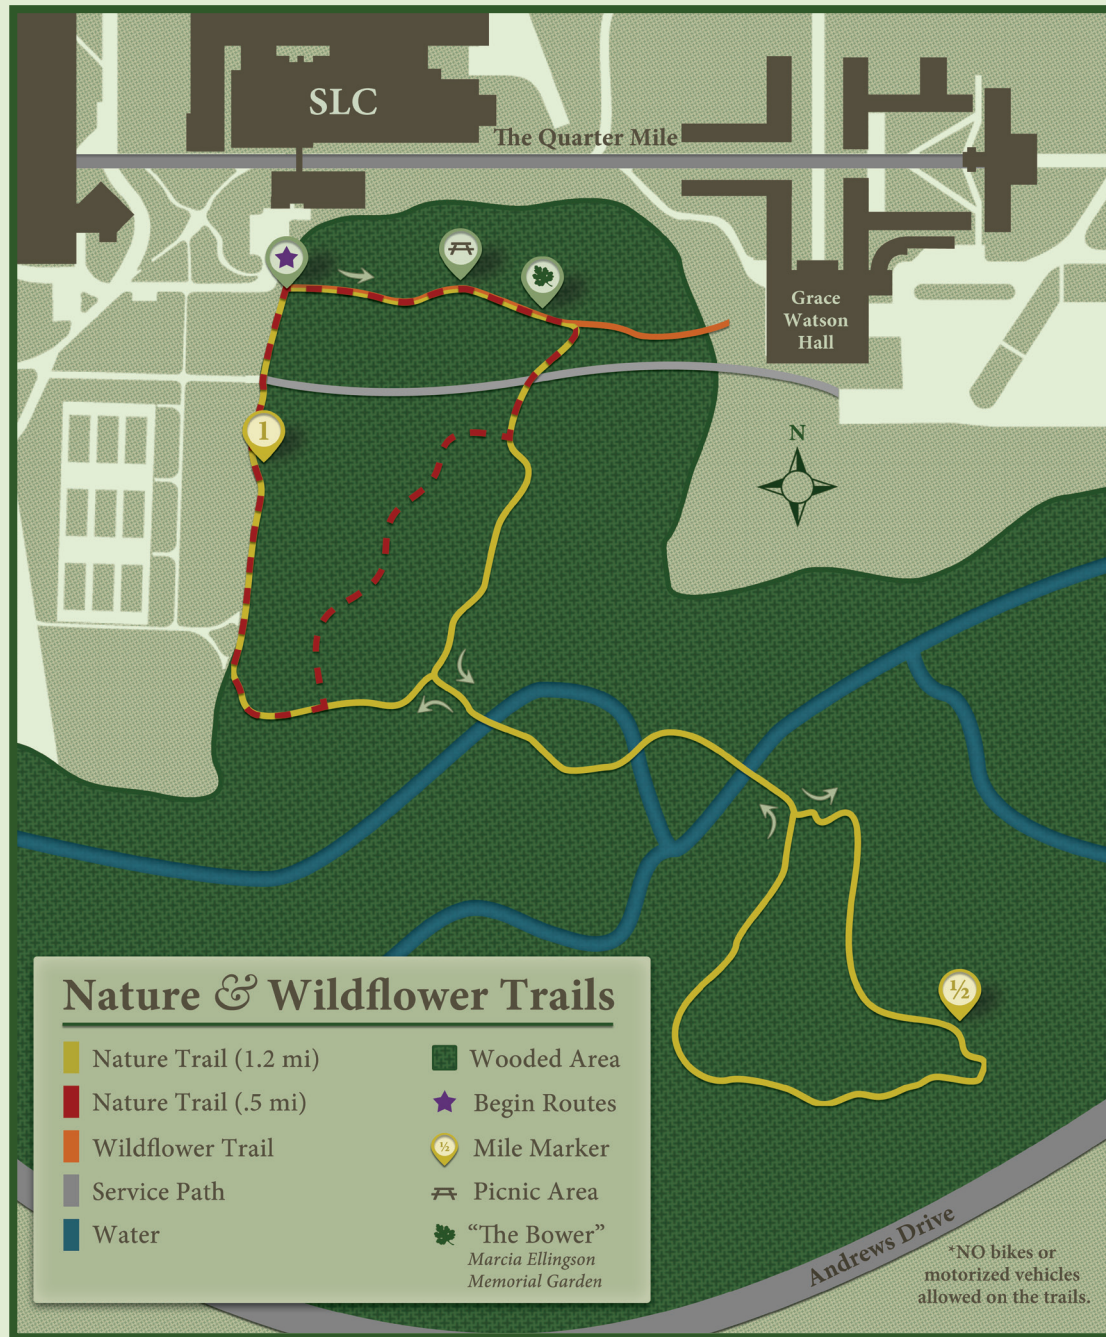 SLC
The Quarter Mile
Grace
Watson
Hall
1
N
½
Nature & Wildflower Trails
Nature Trail (1.2 mi)
Nature Trail (.5 mi)
Wildflower Trail
Service Path
Water
Wooded Area
Begin Routes
½
Mile Marker
Picnic Area
“The Bower”
Marcia Ellingson
Memorial Garden
Andrews Drive
*NO bikes or
motorized vehicles
allowed on the trails.